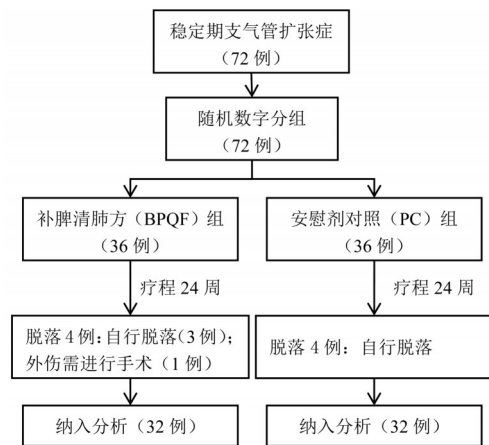 稳定期支气管扩张症
（72 例）
随机数字分组
（72 例）
补脾清肺方（BPQF）组
（36 例）
安慰剂对照（PC）组
（36 例）
疗程 24 周
疗程 24 周
脱落 4 例：自行脱落（3 例）；
外伤需进行手术（1 例）
脱落 4 例：自行脱落
纳入分析（32 例）
纳入分析（32 例）